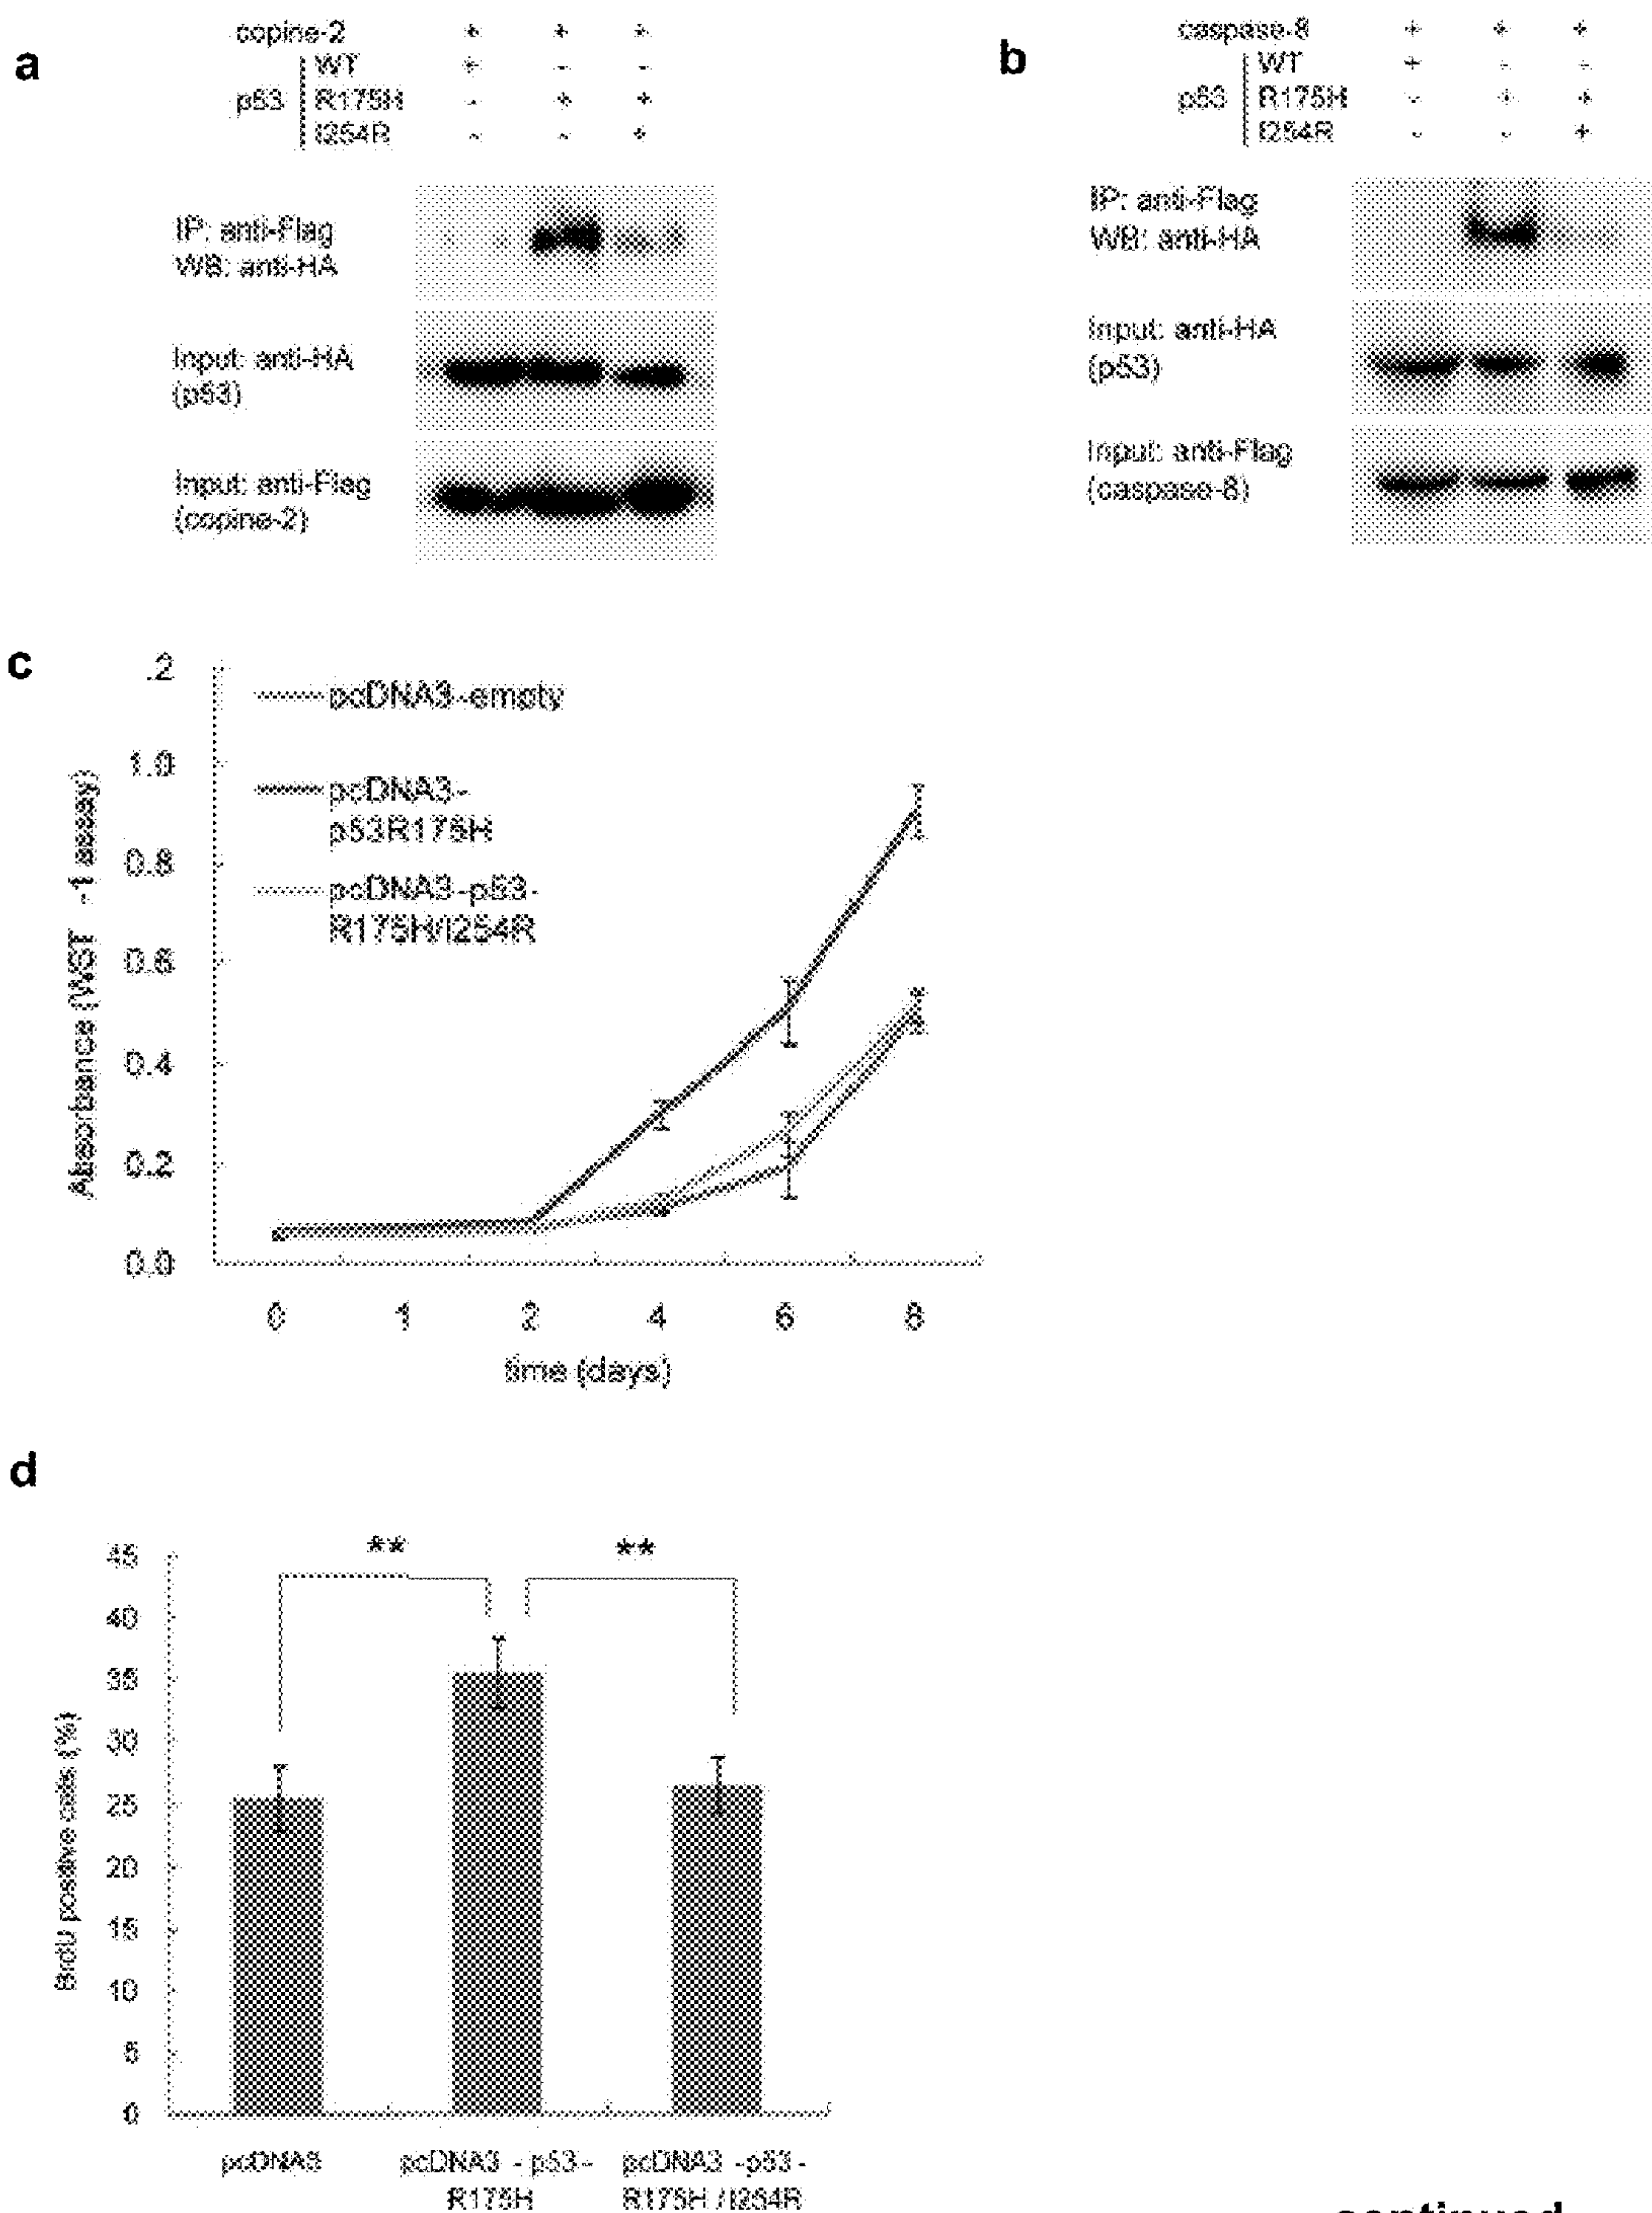 a
copine-2 + + +
WT + - -
p53 R175H - + +
I254R - - +
IP: anti-Flag
WB: anti-HA
Input: anti-HA
(p53)
Input: anti-Flag
(copine-2)
b
caspase-8 + + +
WT + - -
p53 R175H - + +
I254R - - +
IP: anti-Flag
WB: anti-HA
Input: anti-HA
(p53)
Input: anti-Flag
(caspase-8)
c
.2
1.0
0.8
0.6
0.4
0.2
0.0
Absorbance (WST -1 assay)
pcDNA3-empty
pcDNA3-
p53R175H
pcDNA3-p53-
R175H/I254R
0 1 2 4 6 8
time (days)
d
** **
45
40
35
30
25
20
15
10
5
0
BrdU positive cells (%)
pcDNA3 pcDNA3 - p53 - pcDNA3 -p53 -
R175H R175H / I254R